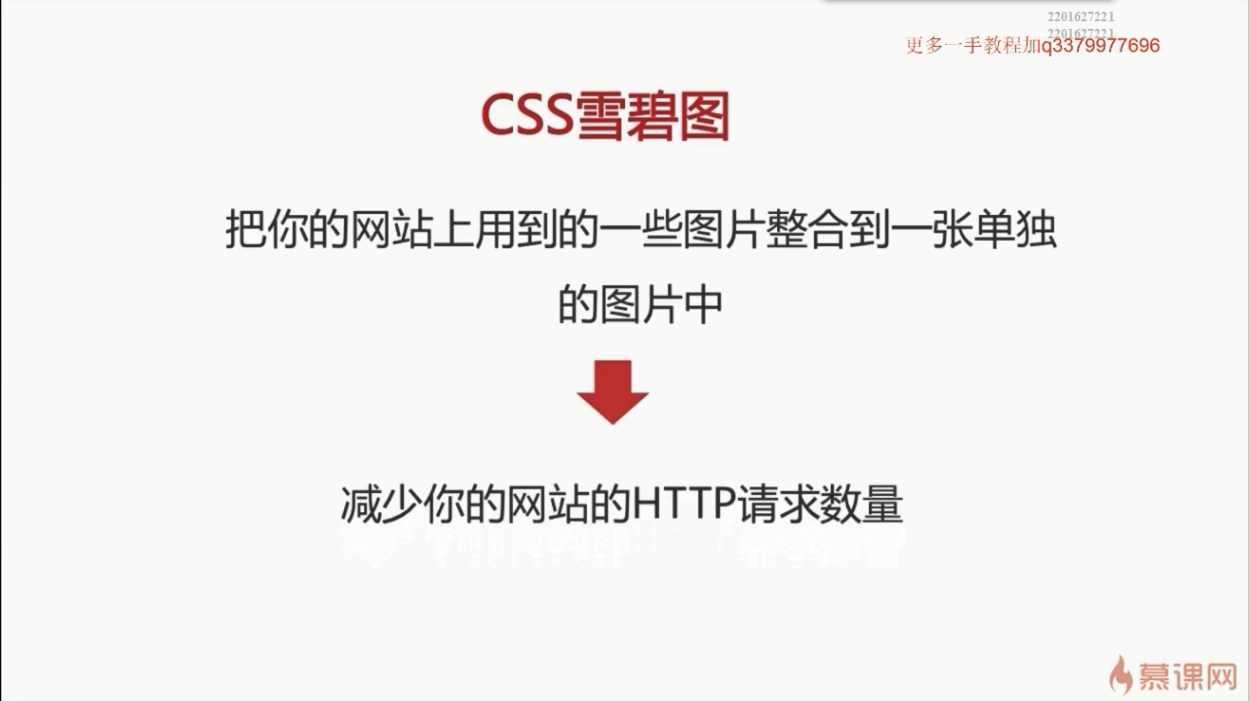 2201627221
2201627221
更多一手教程加q3379977696
CSS雪碧图
把你的网站上用到的一些图片整合到一张单独
的图片中
减少你的网站的HTTP请求数量
慕课网